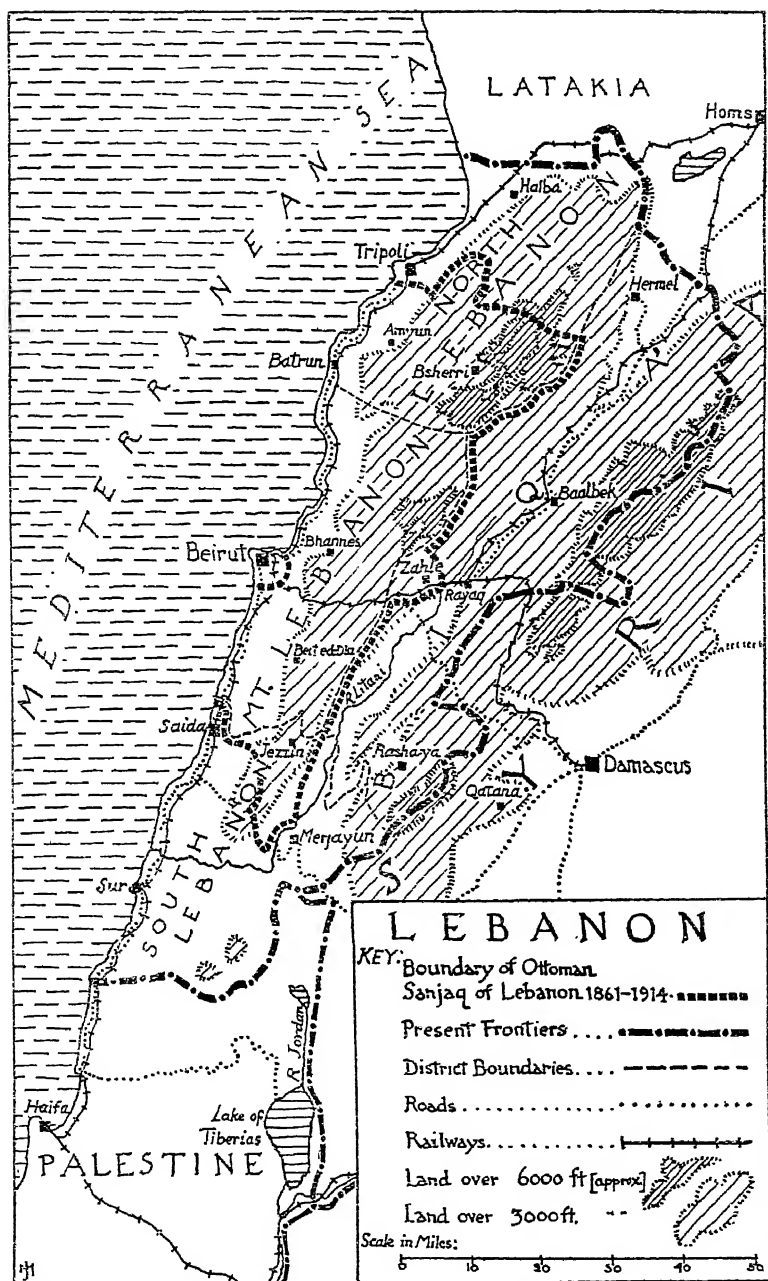 LATAKIA
Homs
MEDITERRANEAN SEA
Halba
Tripoli
NORTH
LEBANON
Hermel
Amyun
Batrun
Bsherri
Baalbek
Bhannes
Beirut
Zahle
Rayaq
MT. LEBANON
Beit ed-Din
Litani
BIQA'
SYRIA
Saida
Jezzin
Rashaya
Damascus
Qatana
Merjayun
Sur
SOUTH
LEBANON
R Jordan
Haifa
Lake of
Tiberias
PALESTINE
LEBANON
KEY:
Boundary of Ottoman
Sanjaq of Lebanon 1861-1914
Present Frontiers....
District Boundaries....
Roads.............
Railways...........
Land over 6000 ft [approx]
Land over 3000ft. " "
Scale in Miles:
0 10 20 30 40 50